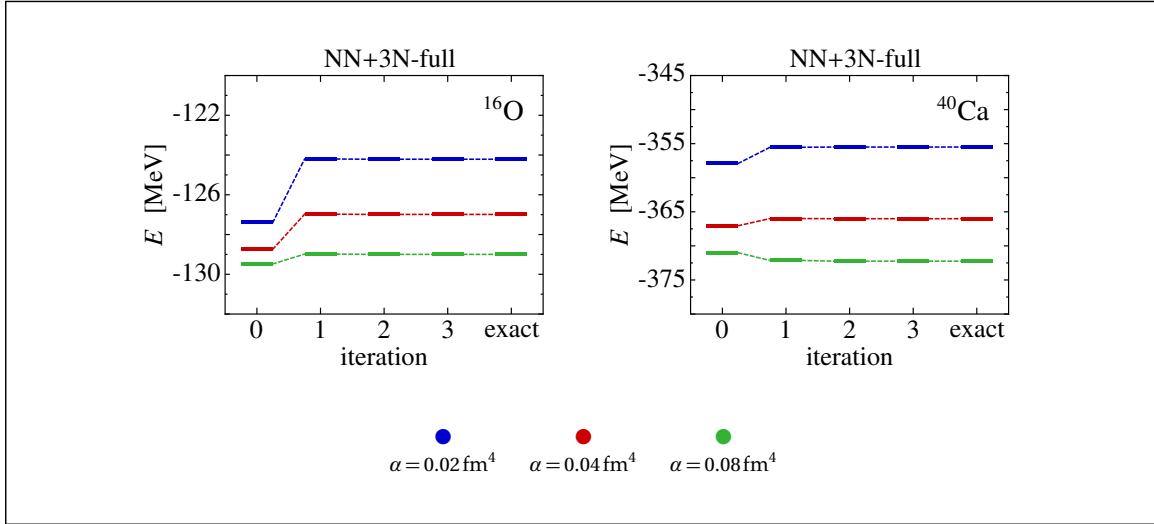 NN+3N-full
¹⁶O
-122
-126
-130
E [MeV]
0 1 2 3 exact
iteration
NN+3N-full
⁴⁰Ca
-345
-355
-365
-375
E [MeV]
0 1 2 3 exact
iteration
α = 0.02 fm⁴ α = 0.04 fm⁴ α = 0.08 fm⁴